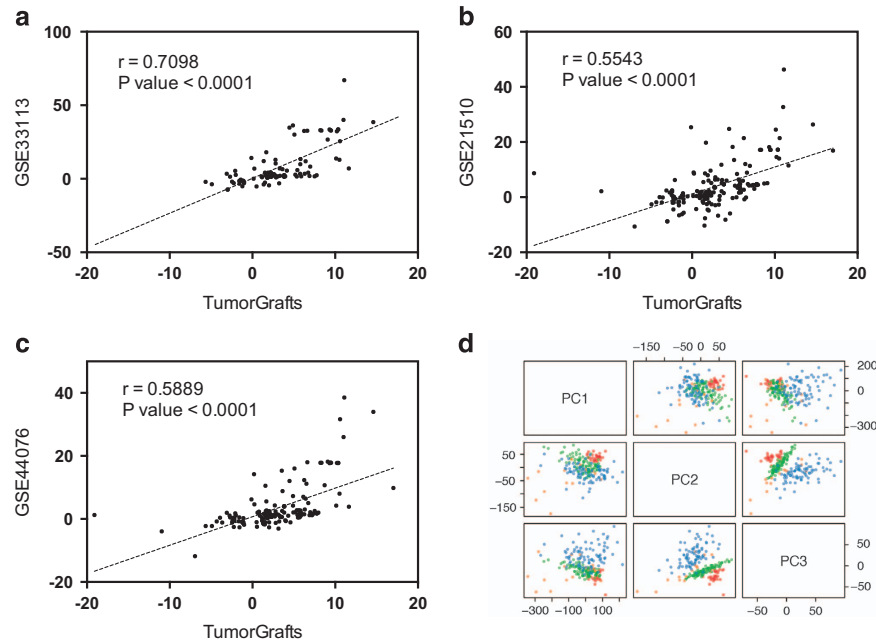 a
100
50
0
-50
GSE33113
r = 0.7098
P value < 0.0001
-20 -10 0 10 20
TumorGrafts
b
60
40
20
0
-20
GSE21510
r = 0.5543
P value < 0.0001
-20 -10 0 10 20
TumorGrafts
c
40
20
0
-20
GSE44076
r = 0.5889
P value < 0.0001
-20 -10 0 10 20
TumorGrafts
d
−150 −50 0 50
PC1
200
0
−300
50
−50
−150
PC2
PC3
50
0
−50
−300 −100 100
−50 0 50